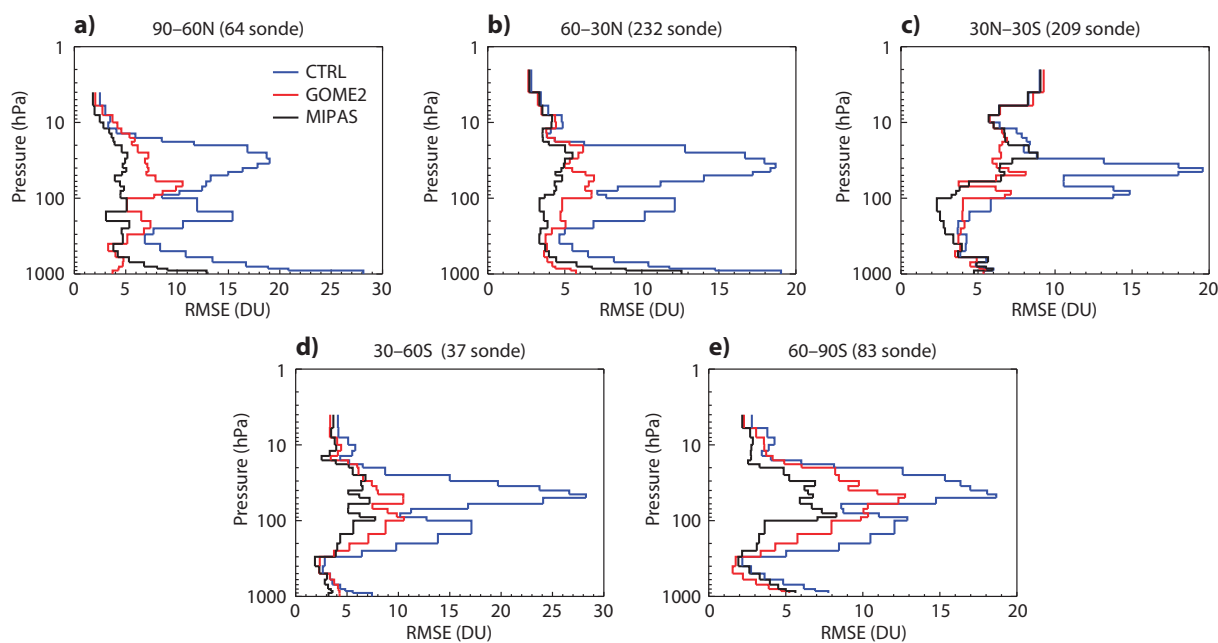 a) 90–60N (64 sonde)
1
10
100
1000
Pressure (hPa)
0 5 10 15 20 25 30
RMSE (DU)
CTRL
GOME2
MIPAS
b) 60–30N (232 sonde)
1
10
100
1000
Pressure (hPa)
0 5 10 15 20
RMSE (DU)
c) 30N–30S (209 sonde)
1
10
100
1000
Pressure (hPa)
0 5 10 15 20
RMSE (DU)
d) 30–60S (37 sonde)
1
10
100
1000
Pressure (hPa)
0 5 10 15 20 25 30
RMSE (DU)
e) 60–90S (83 sonde)
1
10
100
1000
Pressure (hPa)
0 5 10 15 20
RMSE (DU)